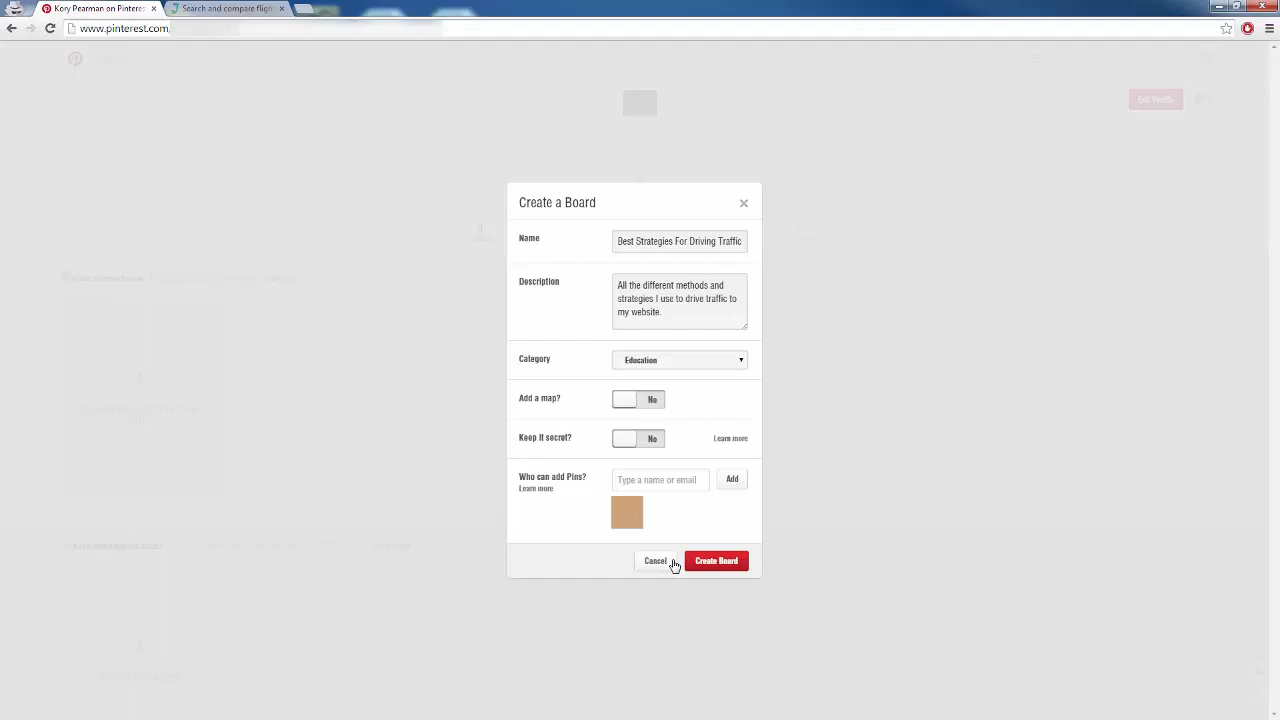 Kory Pearman on Pinteres
Search and compare flight
www.pinterest.com
Edit Profile
Create a Board
Name
Best Strategies For Driving Traffic
Description
All the different methods and
strategies I use to drive traffic to
my website.
Category
Education
Add a map?
No
Keep it secret?
No
Learn more
Who can add Pins?
Learn more
Type a name or email
Add
Cancel
Create Board